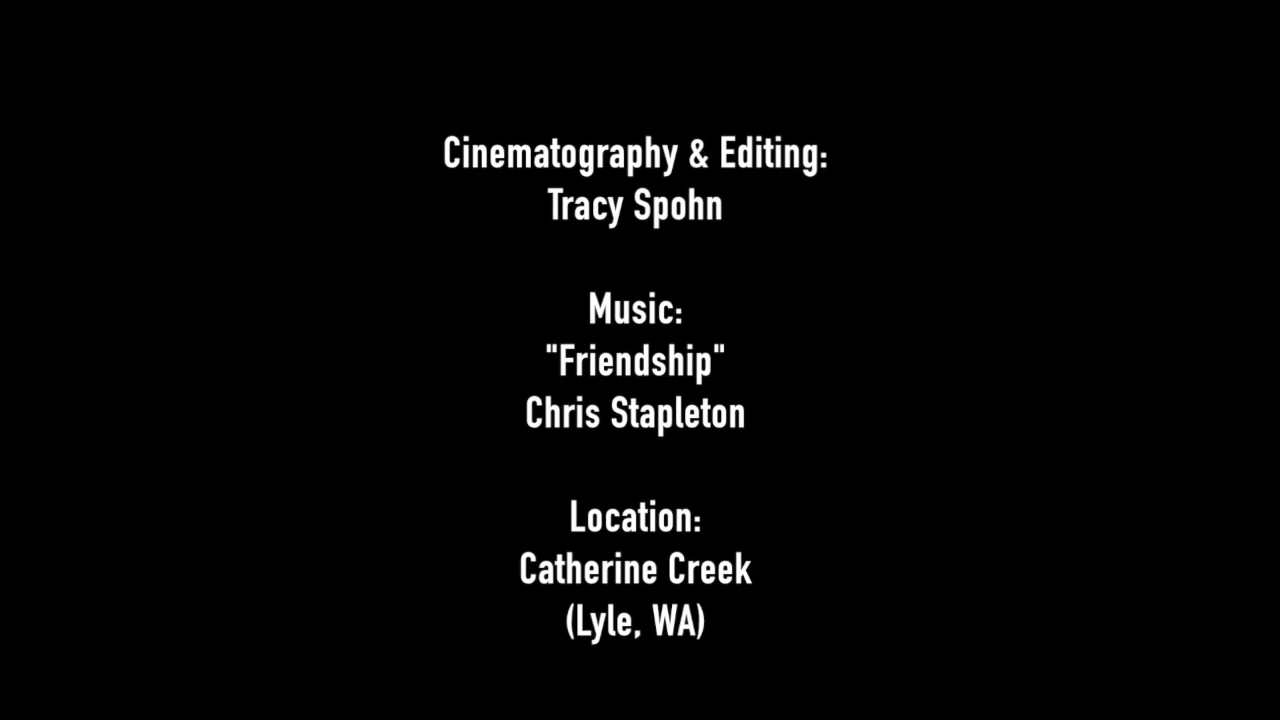 Cinematography & Editing:
Tracy Spohn
Music:
"Friendship"
Chris Stapleton
Location:
Catherine Creek
(Lyle, WA)